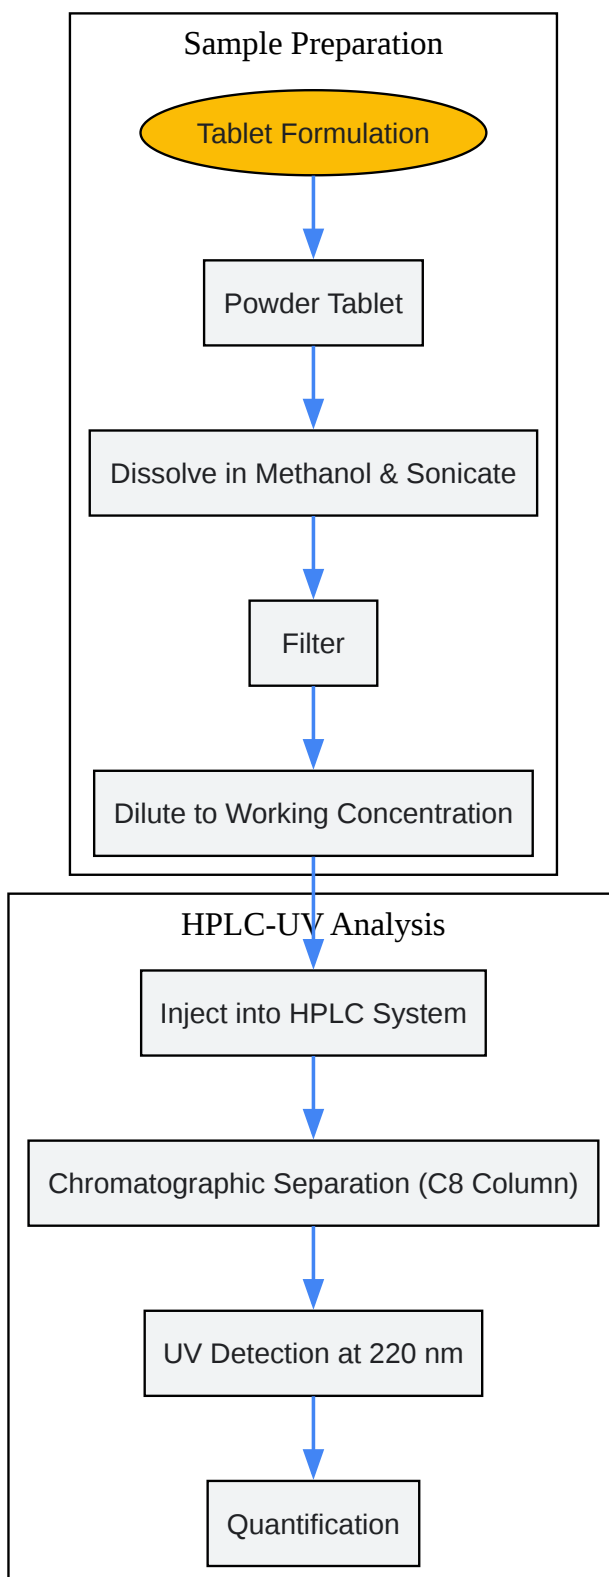 Sample Preparation
Tablet Formulation
Powder Tablet
Dissolve in Methanol & Sonicate
Filter
Dilute to Working Concentration
HPLC-UV Analysis
Inject into HPLC System
Chromatographic Separation (C8 Column)
UV Detection at 220 nm
Quantification